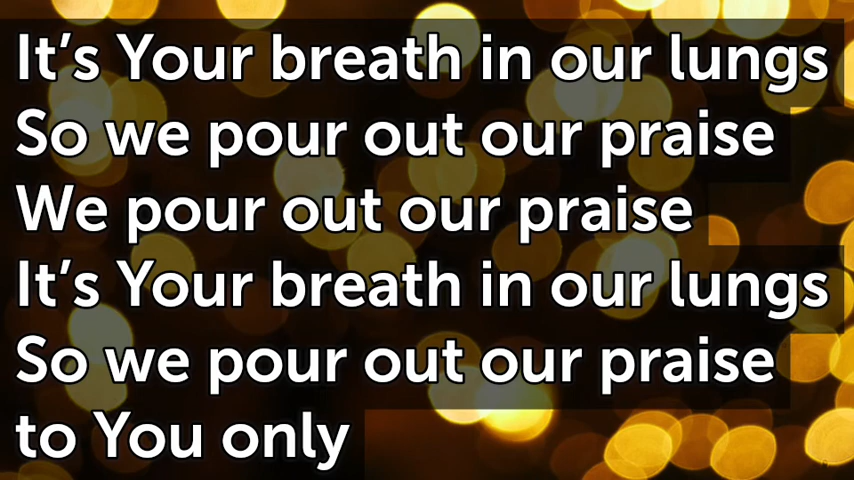 It’s Your breath in our lungs
So we pour out our praise
We pour out our praise
It’s Your breath in our lungs
So we pour out our praise
to You only